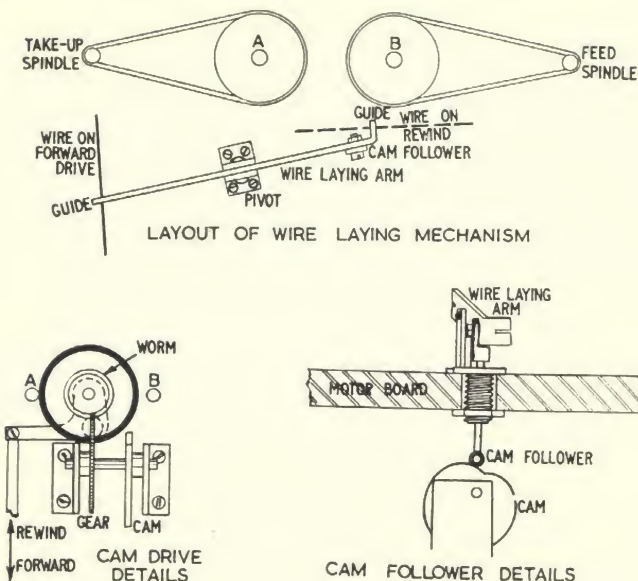 TAKE-UP
SPINDLE
A
B
FEED
SPINDLE
WIRE ON
FORWARD
DRIVE
GUIDE
WIRE ON
REWIND
CAM FOLLOWER
WIRE LAYING ARM
PIVOT
GUIDE
LAYOUT OF WIRE LAYING MECHANISM
WORM
A
B
GEAR
CAM
REWIND
FORWARD
CAM DRIVE
DETAILS
WIRE LAYING
ARM
MOTOR BOARD
CAM FOLLOWER
CAM
CAM FOLLOWER DETAILS